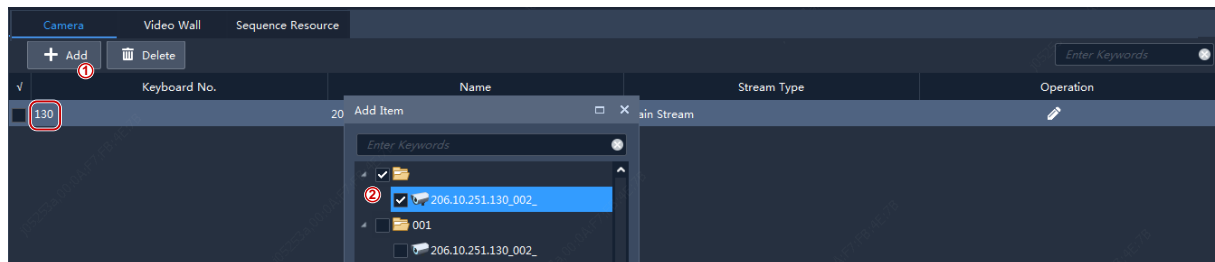 Camera Video Wall Sequence Resource
Add Delete Enter Keywords
①
√ Keyboard No. Name Stream Type Operation
130 20 ain Stream
Add Item
Enter Keywords
② 206.10.251.130_002_
001
206.10.251.130_002_